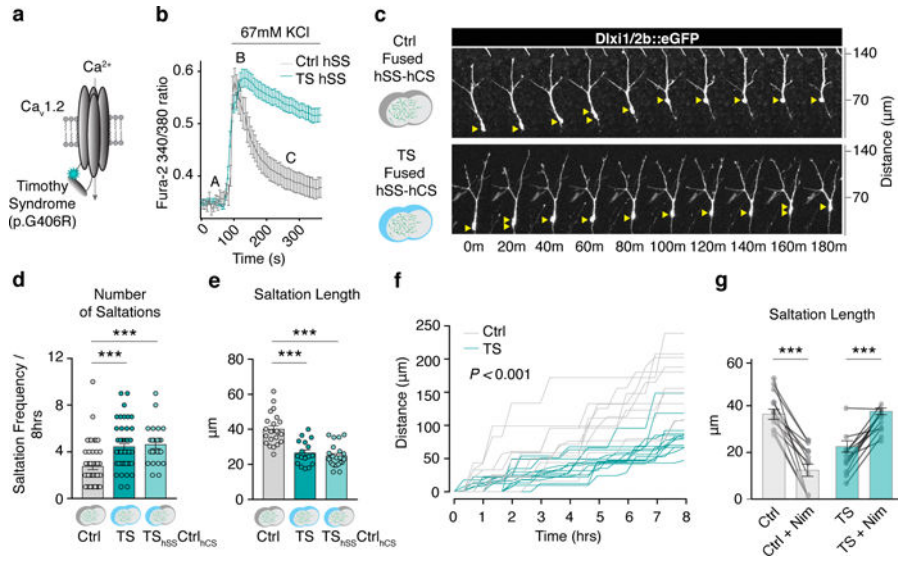 a
Ca²⁺
Cav1.2
Timothy
Syndrome
(p.G406R)
b
67mM KCl
Ctrl hSS
TS hSS
Fura-2 340/380 ratio
0.6
0.5
0.4
A
B
C
0
100
200
300
Time (s)
c
Dlxi1/2b::eGFP
Ctrl
Fused
hSS-hCS
TS
Fused
hSS-hCS
140
70
140
70
Distance (µm)
0m 20m 40m 60m 80m 100m 120m 140m 160m 180m
d
Number
of Saltations
***
***
Saltation Frequency /
8hrs
12
8
4
0
Ctrl TS TShSSCtrlhCS
e
Saltation Length
***
***
µm
60
40
20
0
Ctrl TS TShSSCtrlhCS
f
Ctrl
TS
P < 0.001
Distance (µm)
250
200
150
100
50
0
0 1 2 3 4 5 6 7 8
Time (hrs)
g
Saltation Length
*** ***
µm
60
40
20
0
Ctrl
Ctrl + Nim
TS
TS + Nim